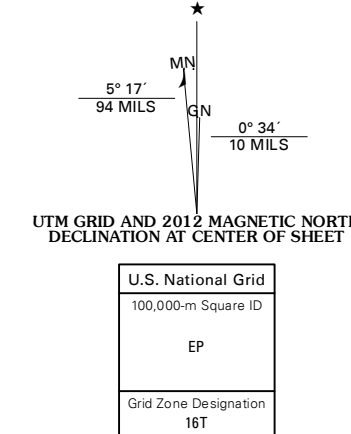 ★
MN
5° 17´
94 MILS
GN
0° 34´
10 MILS
UTM GRID AND 2012 MAGNETIC NORTH
DECLINATION AT CENTER OF SHEET
U.S. National Grid
100,000-m Square ID
EP
Grid Zone Designation
16T